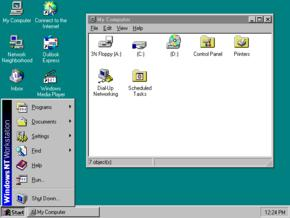 My Computer
Connect to the
Internet
Network
Neighborhood
Outlook
Express
Inbox
Windows
Media Player
My Computer
File Edit View Help
3½ Floppy (A:)
(C:)
(D:)
Control Panel
Printers
Dial-Up
Networking
Scheduled
Tasks
7 object(s)
Windows NT Workstation
Programs
Documents
Settings
Find
Help
Run...
Shut Down...
Start
My Computer
12:24 PM